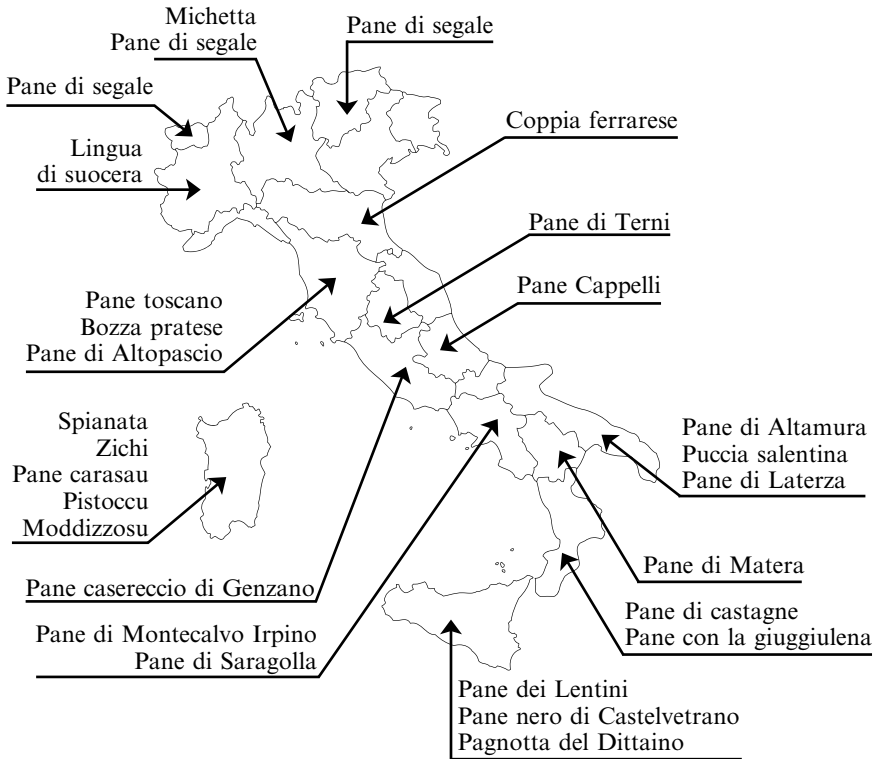 Michetta
Pane di segale
Pane di segale
Pane di segale
Lingua
di suocera
Coppia ferrarese
Pane di Terni
Pane Cappelli
Pane toscano
Bozza pratese
Pane di Altopascio
Spianata
Zichi
Pane carasau
Pistoccu
Moddizzosu
Pane di Altamura
Puccia salentina
Pane di Laterza
Pane di Matera
Pane casereccio di Genzano
Pane di castagne
Pane con la giuggiulena
Pane di Montecalvo Irpino
Pane di Saragolla
Pane dei Lentini
Pane nero di Castelvetrano
Pagnotta del Dittaino